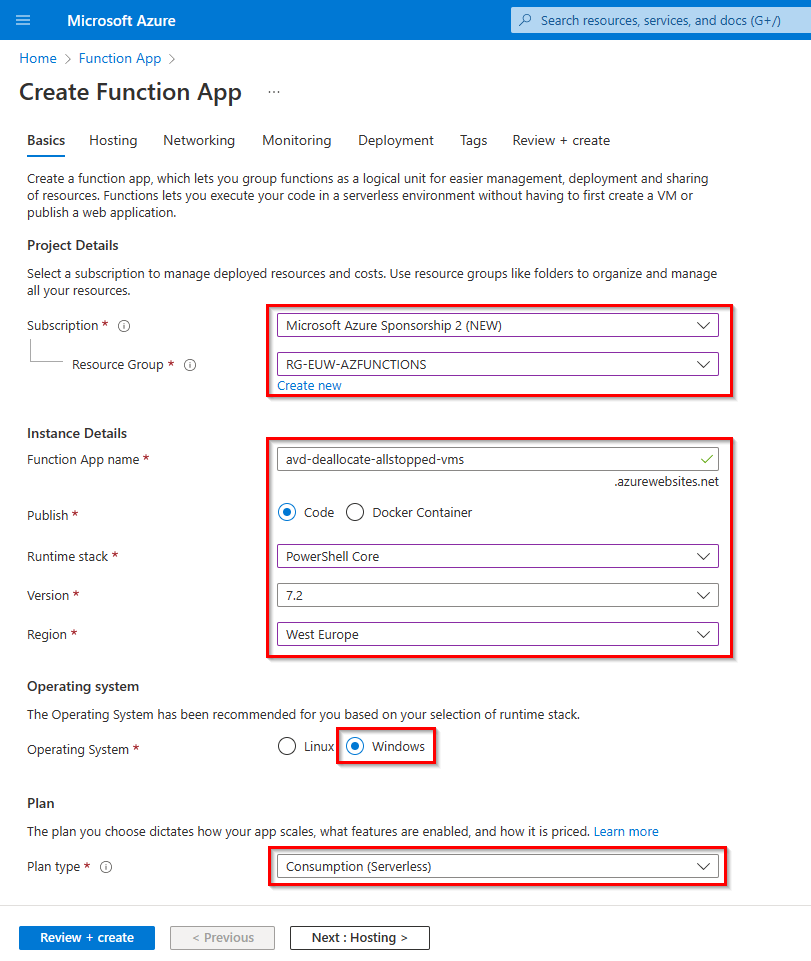 Microsoft Azure
Search resources, services, and docs (G+/)
Home > Function App >
Create Function App ...
Basics Hosting Networking Monitoring Deployment Tags Review + create
Create a function app, which lets you group functions as a logical unit for easier management, deployment and sharing
of resources. Functions lets you execute your code in a serverless environment without having to first create a VM or
publish a web application.
Project Details
Select a subscription to manage deployed resources and costs. Use resource groups like folders to organize and manage
all your resources.
Subscription * Microsoft Azure Sponsorship 2 (NEW)
Resource Group * RG-EUW-AZFUNCTIONS
Create new
Instance Details
Function App name * avd-deallocate-allstopped-vms
.azurewebsites.net
Publish * Code Docker Container
Runtime stack * PowerShell Core
Version * 7.2
Region * West Europe
Operating system
The Operating System has been recommended for you based on your selection of runtime stack.
Operating System * Linux Windows
Plan
The plan you choose dictates how your app scales, what features are enabled, and how it is priced. Learn more
Plan type * Consumption (Serverless)
Review + create < Previous Next : Hosting >